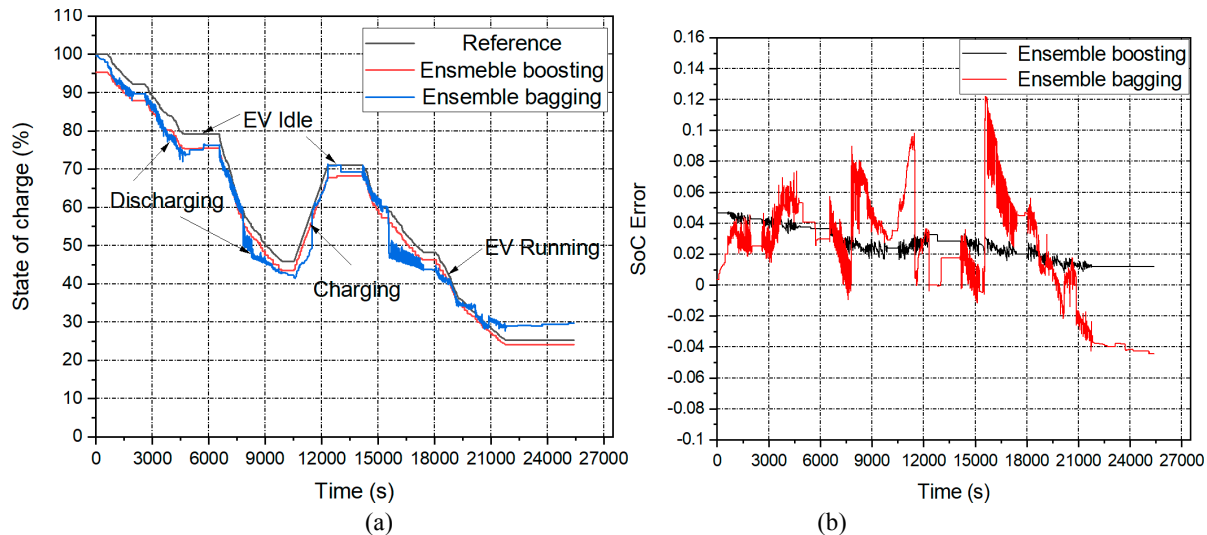 110
100
90
80
70
60
50
40
30
20
10
0
State of charge (%)
Reference
Ensmeble boosting
Ensemble bagging
EV Idle
Discharging
EV Running
Charging
0 3000 6000 9000 12000 15000 18000 21000 24000 27000
Time (s)
(a)
0.16
0.14
0.12
0.10
0.08
0.06
0.04
0.02
0
-0.02
-0.04
-0.06
-0.08
-0.1
SoC Error
Ensemble boosting
Ensemble bagging
0 3000 6000 9000 12000 15000 18000 21000 24000 27000
Time (s)
(b)